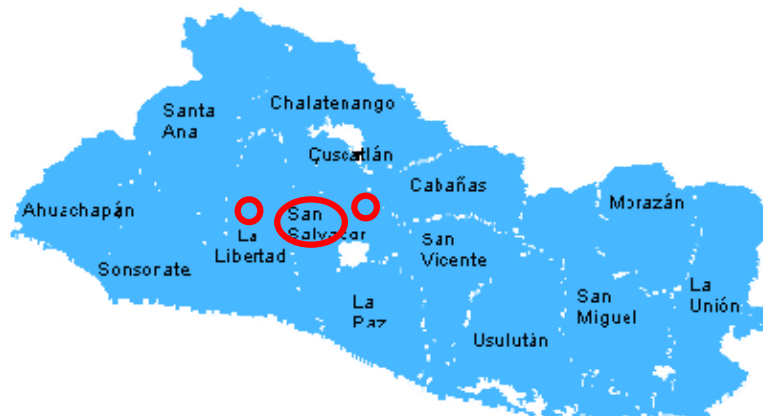 Santa
Ana
Chalatenango
Cuscatlán
Cabañas
Ahuachapán
San
Salvador
Morazán
La
Libertad
San
Vicente
Sonsorate
La
Unión
La
Paz
San
Miguel
Usulután